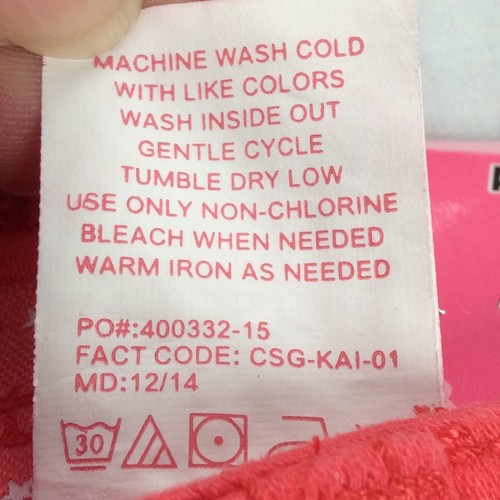 MACHINE WASH COLD
WITH LIKE COLORS
WASH INSIDE OUT
GENTLE CYCLE
TUMBLE DRY LOW
USE ONLY NON-CHLORINE
BLEACH WHEN NEEDED
WARM IRON AS NEEDED
PO#:400332-15
FACT CODE: CSG-KAI-01
MD:12/14
30